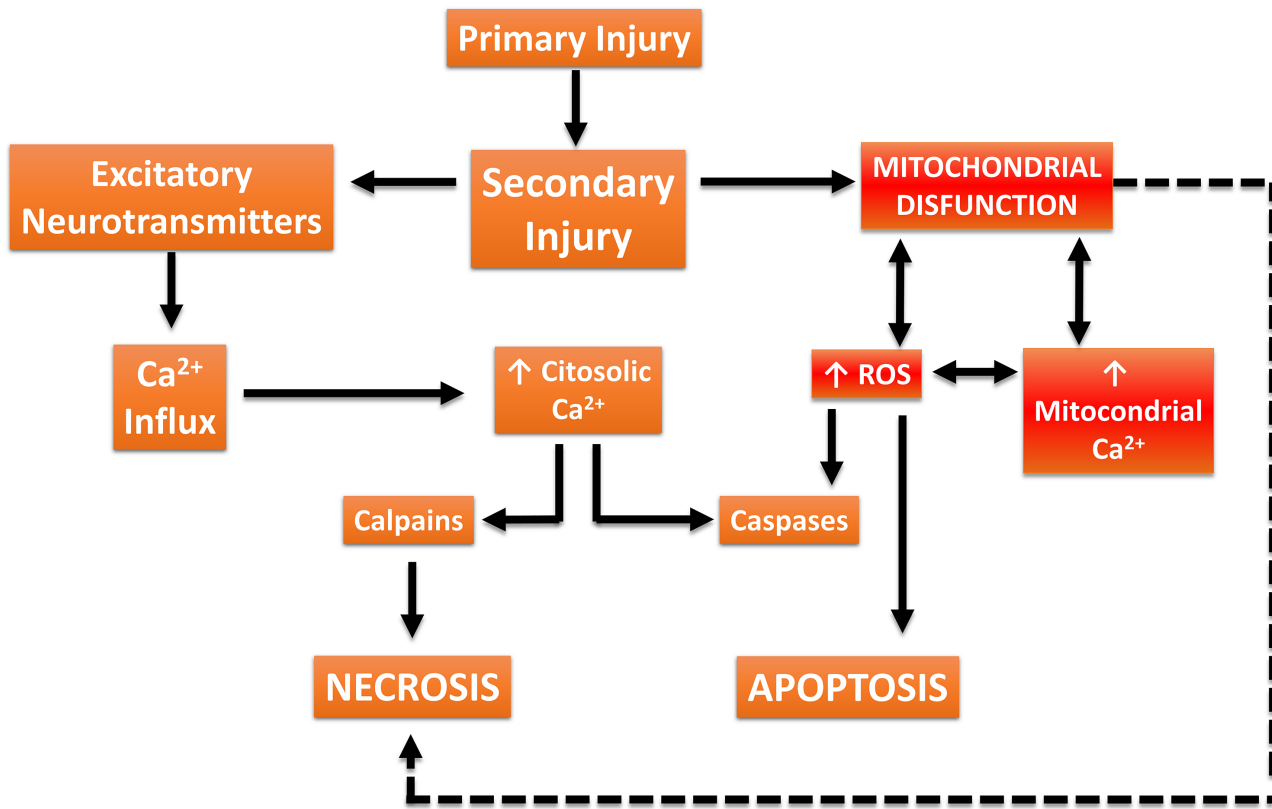 Primary Injury
Excitatory
Neurotransmitters
Secondary
Injury
MITOCHONDRIAL
DISFUNCTION
Ca²⁺
Influx
↑ Citosolic
Ca²⁺
↑ ROS
↑
Mitocondrial
Ca²⁺
Calpains
Caspases
NECROSIS
APOPTOSIS